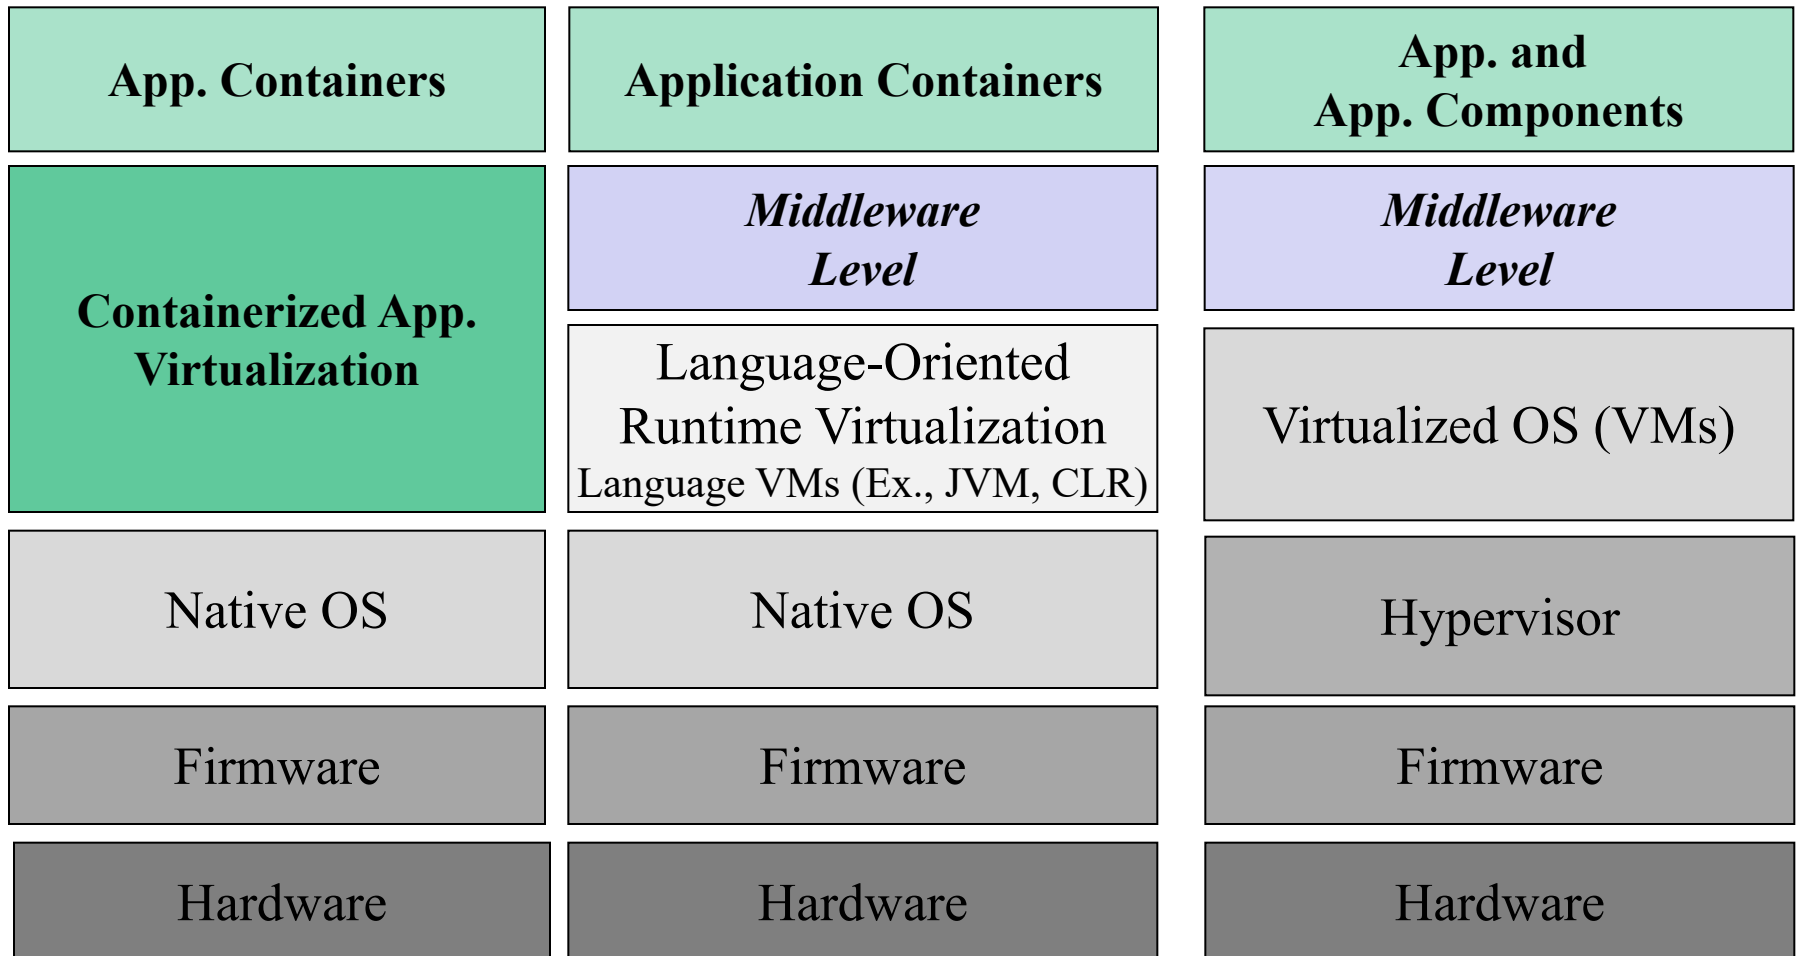 App. Containers
Containerized App.
Virtualization
Native OS
Firmware
Hardware
Application Containers
Middleware
Level
Language-Oriented
Runtime Virtualization
Language VMs (Ex., JVM, CLR)
Native OS
Firmware
Hardware
App. and
App. Components
Middleware
Level
Virtualized OS (VMs)
Hypervisor
Firmware
Hardware